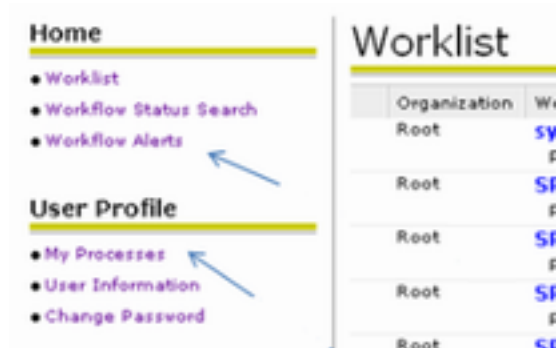 Home
Worklist
Workflow Status Search
Workflow Alerts
User Profile
My Processes
User Information
Change Password
Worklist
Organization
Root
Root
Root
Root
Root